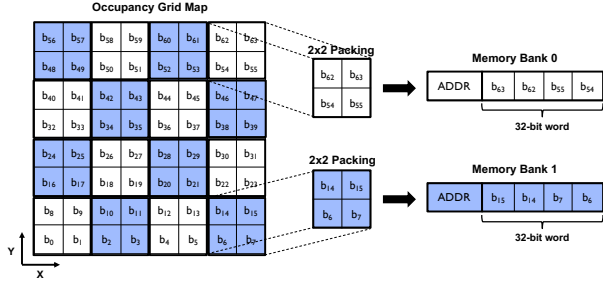 Occupancy Grid Map
b56 b57 b58 b59 b60 b61 b62 b63
b48 b49 b50 b51 b52 b53 b54 b55
b40 b41 b42 b43 b44 b45 b46 b47
b32 b33 b34 b35 b36 b37 b38 b39
b24 b25 b26 b27 b28 b29 b30 b31
b16 b17 b18 b19 b20 b21 b22 b23
b8 b9 b10 b11 b12 b13 b14 b15
b0 b1 b2 b3 b4 b5 b6 b7
Y
X
2x2 Packing
b62 b63
b54 b55
Memory Bank 0
ADDR b63 b62 b55 b54
32-bit word
2x2 Packing
b14 b15
b6 b7
Memory Bank 1
ADDR b15 b14 b7 b6
32-bit word